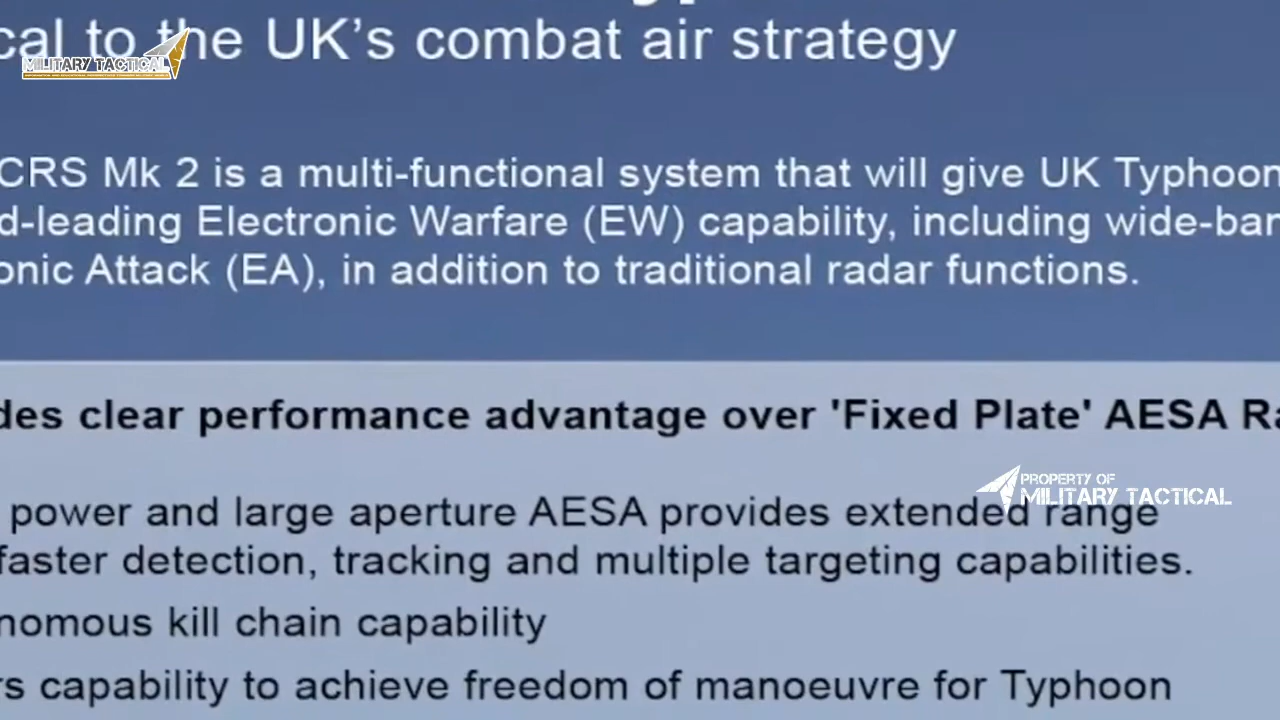 cal to the UK's combat air strategy
MILITARY TACTICAL
CRS Mk 2 is a multi-functional system that will give UK Typhoon
d-leading Electronic Warfare (EW) capability, including wide-bar
onic Attack (EA), in addition to traditional radar functions.
des clear performance advantage over 'Fixed Plate' AESA Ra
PROPERTY OF
MILITARY TACTICAL
power and large aperture AESA provides extended range
faster detection, tracking and multiple targeting capabilities.
nomous kill chain capability
rs capability to achieve freedom of manoeuvre for Typhoon